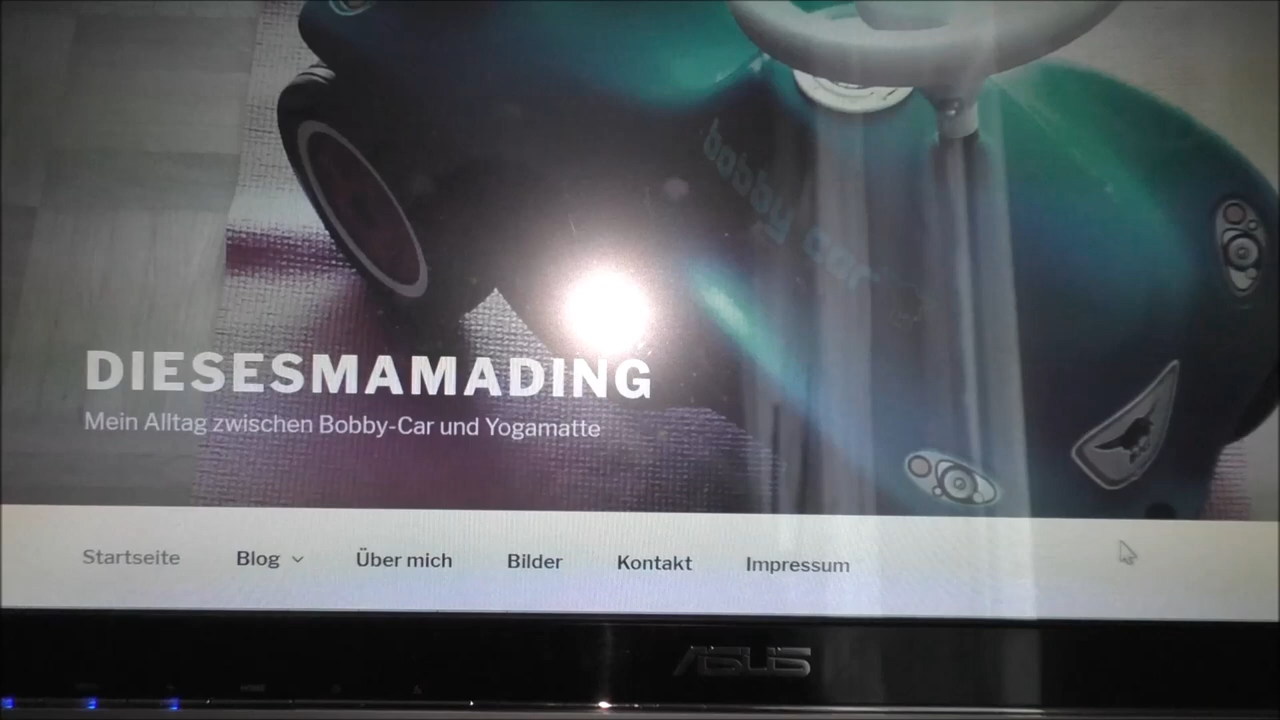 bobby car
DIESESMAMADING
Mein Alltag zwischen Bobby-Car und Yogamatte
Startseite
Blog
Über mich
Bilder
Kontakt
Impressum
ASUS